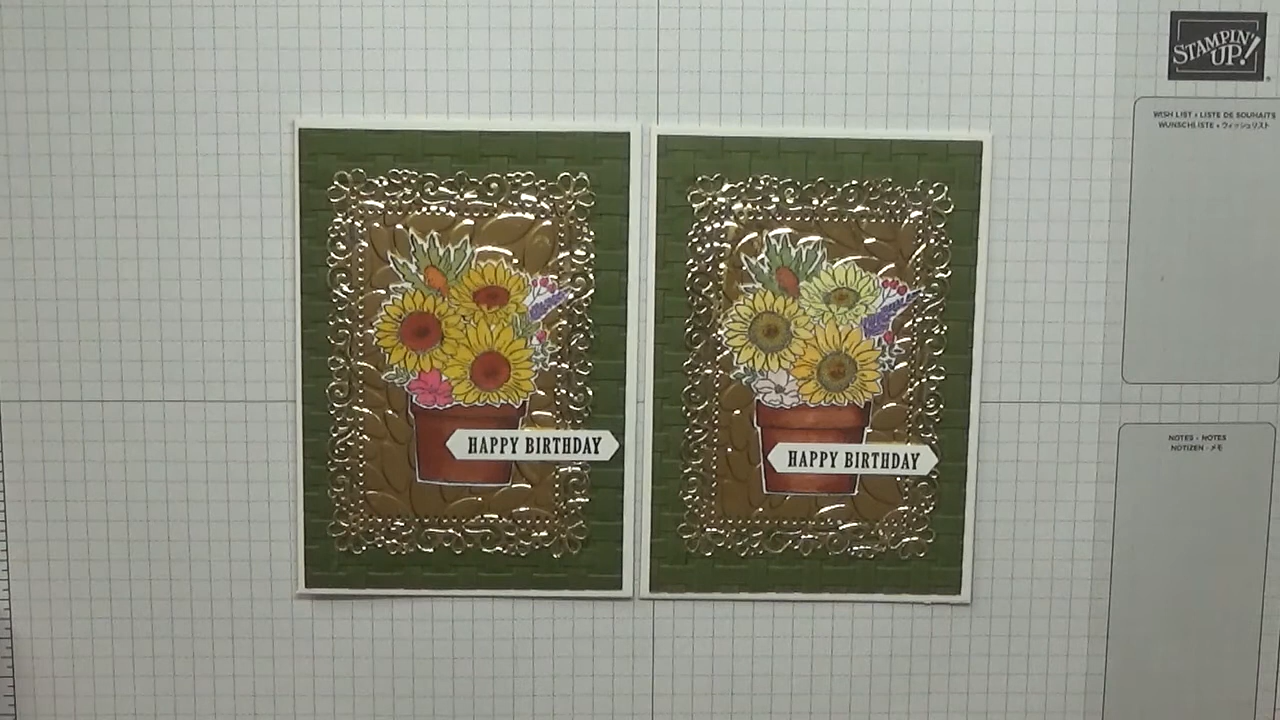 STAMPIN' UP!
WISH LIST • LISTE DE SOUHAITS
WUNSCHLISTE • ウィッシュリスト
HAPPY BIRTHDAY
HAPPY BIRTHDAY
NOTES • NOTES
NOTIZEN • メモ